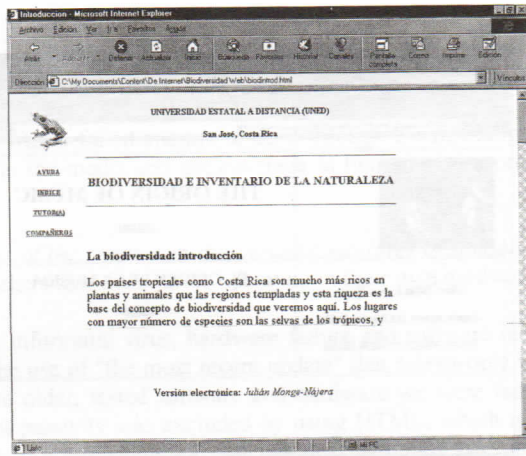 Introduccion - Microsoft Internet Explorer
Archivo Edición Ver Ir a Favoritos Ayuda
Atrás Adelante Detener Actualizar Inicio Búsqueda Favoritos Historial Canales Pantalla completa Correo Imprimir Edición
Dirección C:\My Documents\Content\De Internet\Biodiversidad Web\biodintrod.html Vínculos
UNIVERSIDAD ESTATAL A DISTANCIA (UNED)
San José, Costa Rica
AYUDA
INDICE
TUTOR(A)
COMPAÑEROS
BIODIVERSIDAD E INVENTARIO DE LA NATURALEZA
La biodiversidad: introducción
Los países tropicales como Costa Rica son mucho más ricos en
plantas y animales que las regiones templadas y esta riqueza es la
base del concepto de biodiversidad que veremos aquí. Los lugares
con mayor número de especies son las selvas de los trópicos, y
Versión electrónica: Julián Monge-Nájera
Listo
Mi PC